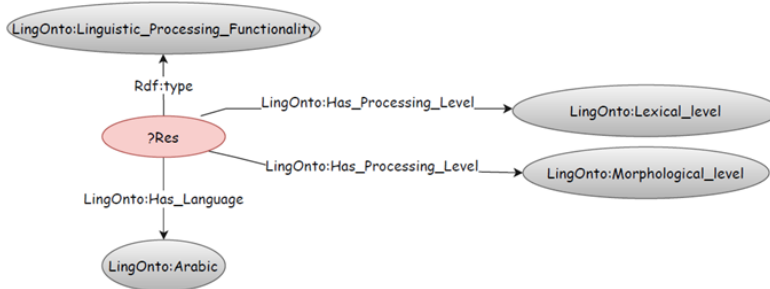 LingOnto:Linguistic_Processing_Functionality
Rdf:type
LingOnto:Has_Processing_Level
LingOnto:Lexical_level
?Res
LingOnto:Has_Processing_Level
LingOnto:Morphological_level
LingOnto:Has_Language
LingOnto:Arabic